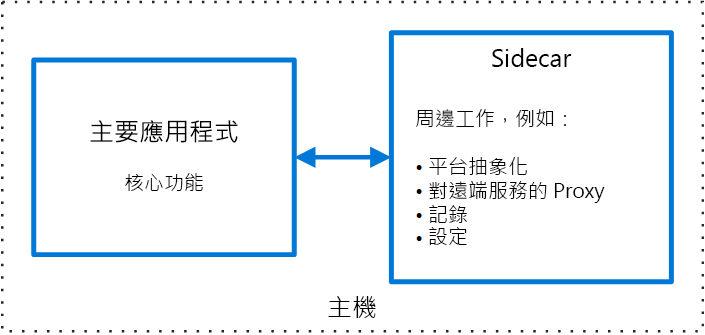 主要應用程式
核心功能
Sidecar
周邊工作，例如：
• 平台抽象化
• 對遠端服務的 Proxy
• 記錄
• 設定
主機